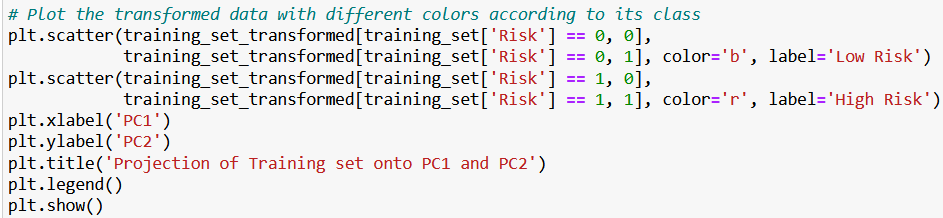 # Plot the transformed data with different colors according to its class
plt.scatter(training_set_transformed[training_set['Risk'] == 0, 0],
            training_set_transformed[training_set['Risk'] == 0, 1], color='b', label='Low Risk')
plt.scatter(training_set_transformed[training_set['Risk'] == 1, 0],
            training_set_transformed[training_set['Risk'] == 1, 1], color='r', label='High Risk')
plt.xlabel('PC1')
plt.ylabel('PC2')
plt.title('Projection of Training set onto PC1 and PC2')
plt.legend()
plt.show()